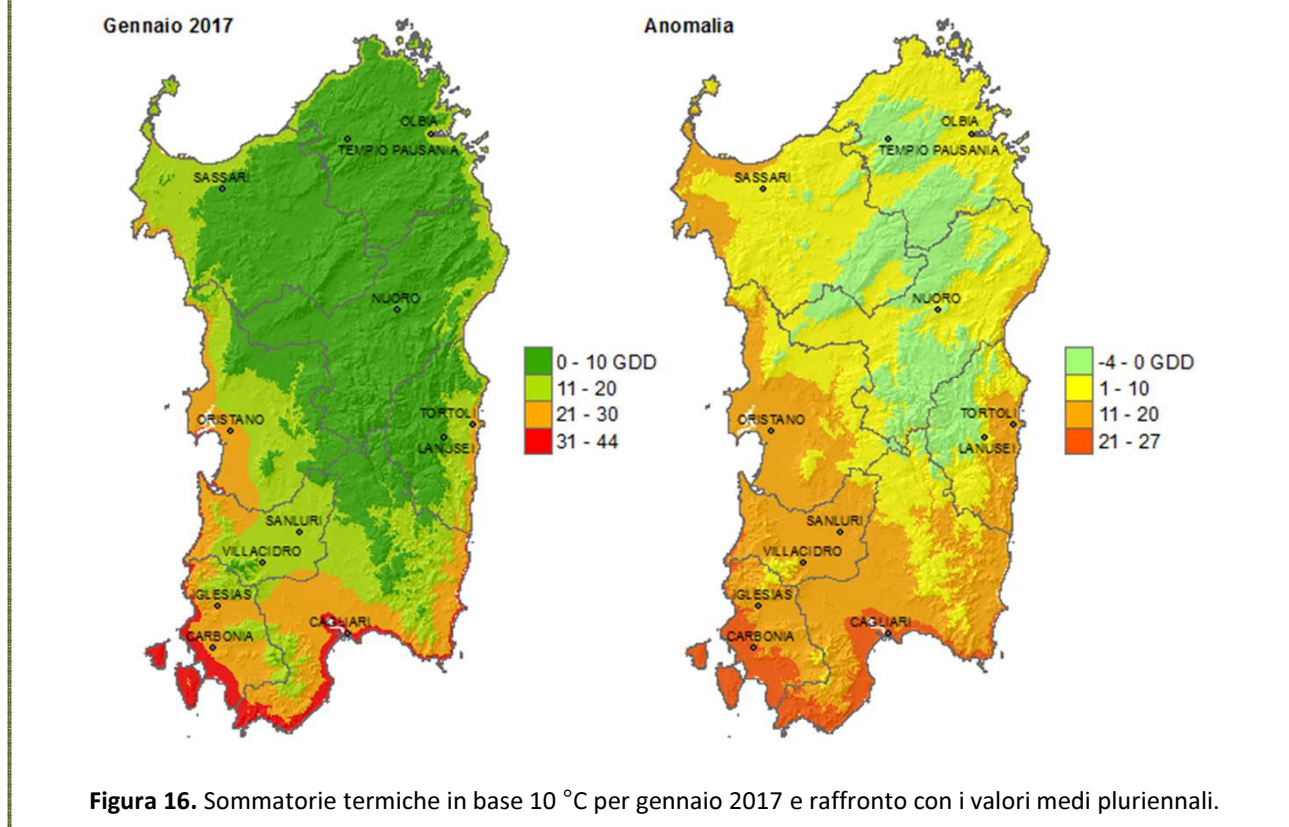 Gennaio 2017
OLBIA
TEMPIO PAUSANIA
SASSARI
NUORO
ORISTANO
TORTOLI
LANUSEI
SANLURI
VILLACIDRO
IGLESIAS
CAGLIARI
CARBONIA
0 - 10 GDD
11 - 20
21 - 30
31 - 44
Anomalia
OLBIA
TEMPIO PAUSANIA
SASSARI
NUORO
ORISTANO
TORTOLI
LANUSEI
SANLURI
VILLACIDRO
IGLESIAS
CAGLIARI
CARBONIA
-4 - 0 GDD
1 - 10
11 - 20
21 - 27
Figura 16. Sommatorie termiche in base 10 °C per gennaio 2017 e raffronto con i valori medi pluriennali.